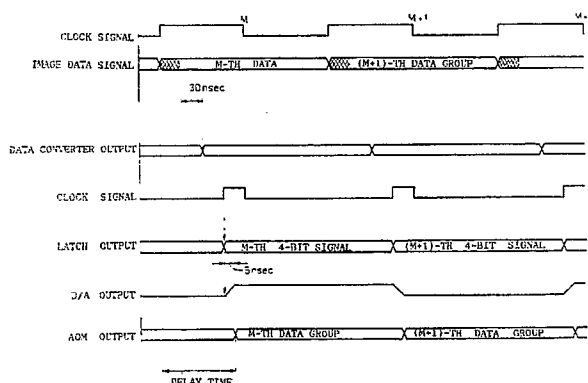 M M+1 M+
CLOCK SIGNAL
IMAGE DATA SIGNAL M-TH DATA (M+1)-TH DATA GROUP
30nsec
DATA CONVERTER OUTPUT
CLOCK SIGNAL
LATCH OUTPUT M-TH 4-BIT SIGNAL (M+1)-TH 4-BIT SIGNAL
5nsec
D/A OUTPUT
AOM OUTPUT M-TH DATA GROUP (M+1)-TH DATA GROUP
DELAY TIME